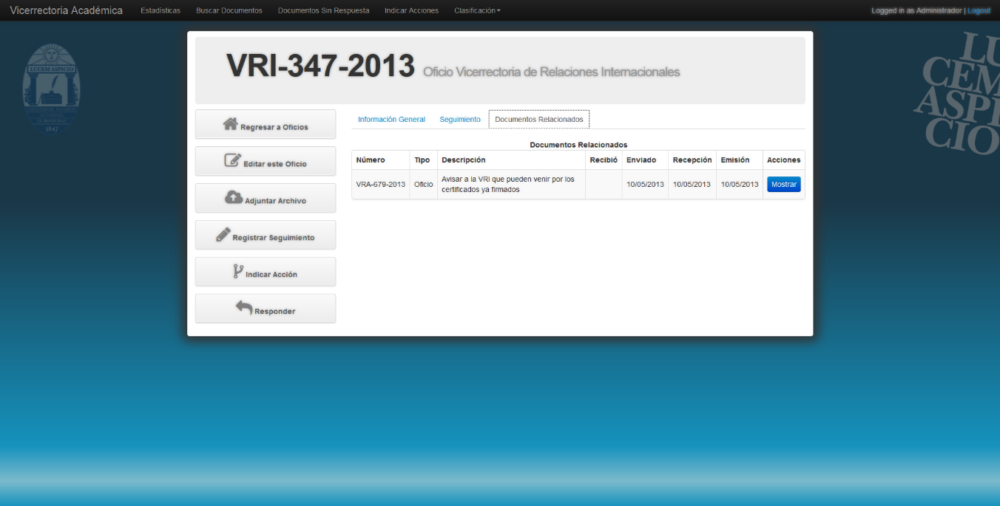 Vicerrectoria Académica Estadísticas Buscar Documentos Documentos Sin Respuesta Indicar Acciones Clasificación Logged in as Administrador | Logout
LUCEM ASPICIO
1847
LU
CEM
ASPI
CIO
VRI-347-2013 Oficio Vicerrectoria de Relaciones Internacionales
Regresar a Oficios
Editar este Oficio
Adjuntar Archivo
Registrar Seguimiento
Indicar Acción
Responder
Información General Seguimiento Documentos Relacionados
Documentos Relacionados
Número Tipo Descripción Recibió Enviado Recepción Emisión Acciones
VRA-679-2013 Oficio Avisar a la VRI que pueden venir por los certificados ya firmados 10/05/2013 10/05/2013 10/05/2013 Mostrar